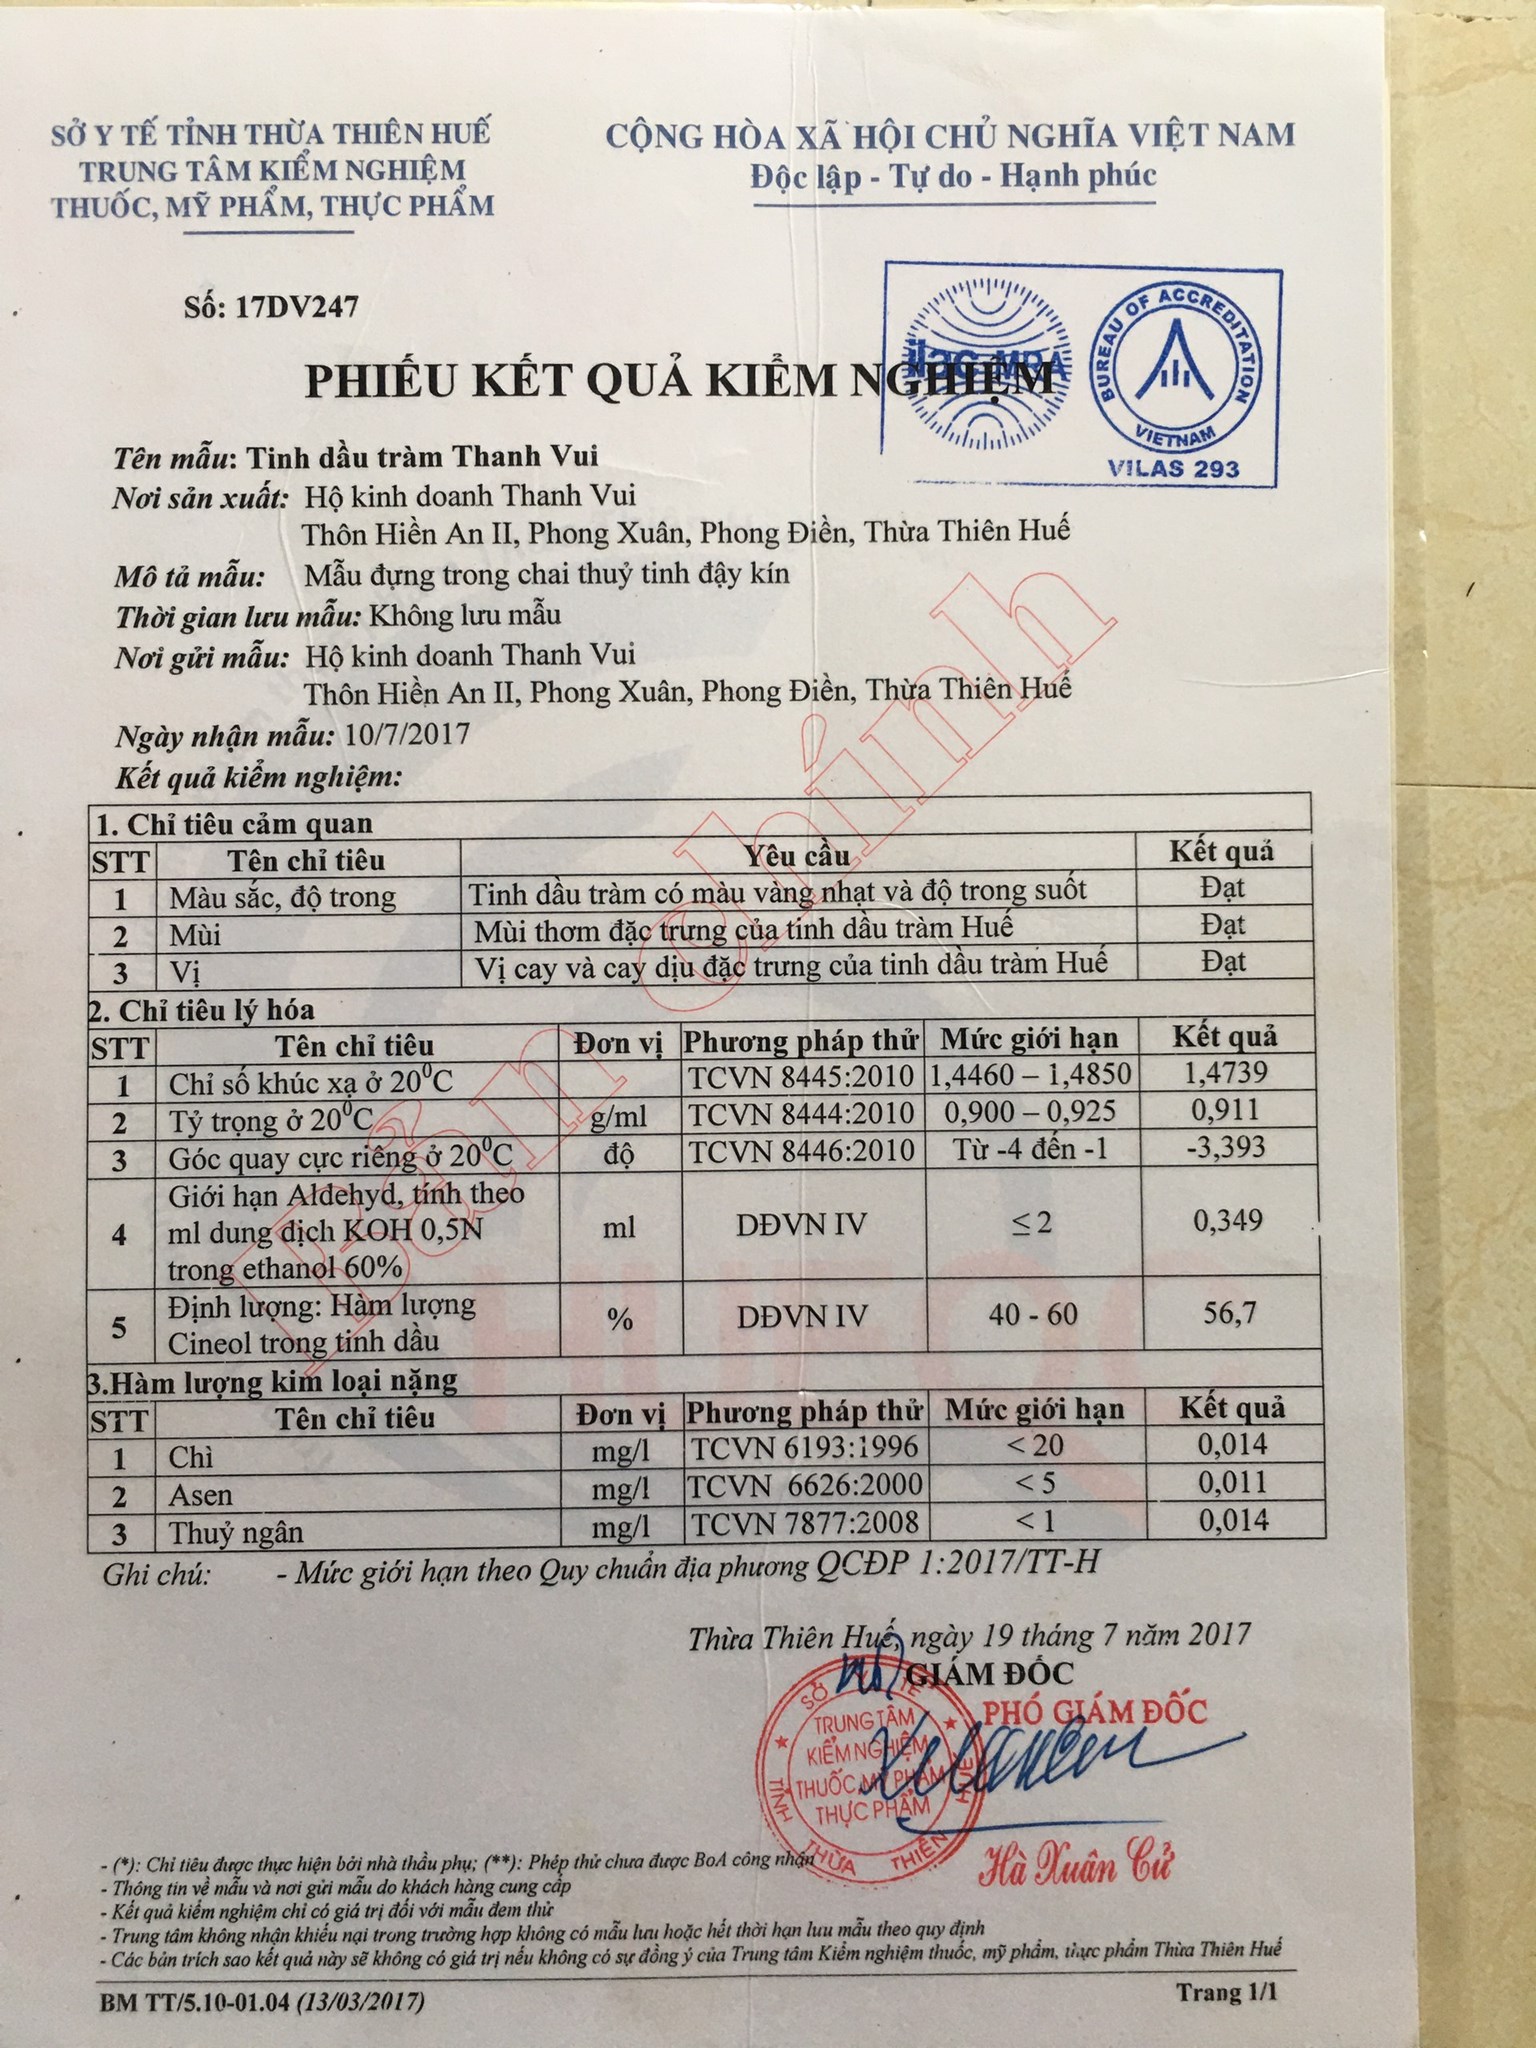 SỞ Y TẾ TỈNH THỪA THIÊN HUẾ
TRUNG TÂM KIỂM NGHIỆM
THUỐC, MỸ PHẨM, THỰC PHẨM
CỘNG HÒA XÃ HỘI CHỦ NGHĨA VIỆT NAM
Độc lập - Tự do - Hạnh phúc
Số: 17DV247
ilac-MRA
BUREAU OF ACCREDITATION
VIETNAM
VILAS 293
PHIẾU KẾT QUẢ KIỂM NGHIỆM
Tên mẫu: Tinh dầu tràm Thanh Vui
Nơi sản xuất: Hộ kinh doanh Thanh Vui
Thôn Hiền An II, Phong Xuân, Phong Điền, Thừa Thiên Huế
Mô tả mẫu: Mẫu đựng trong chai thuỷ tinh đậy kín
Thời gian lưu mẫu: Không lưu mẫu
Nơi gửi mẫu: Hộ kinh doanh Thanh Vui
Thôn Hiền An II, Phong Xuân, Phong Điền, Thừa Thiên Huế
Ngày nhận mẫu: 10/7/2017
Kết quả kiểm nghiệm:
Bản chính
1. Chỉ tiêu cảm quan
STT Tên chỉ tiêu Yêu cầu Kết quả
1 Màu sắc, độ trong Tinh dầu tràm có màu vàng nhạt và độ trong suốt Đạt
2 Mùi Mùi thơm đặc trưng của tinh dầu tràm Huế Đạt
3 Vị Vị cay và cay dịu đặc trưng của tinh dầu tràm Huế Đạt
2. Chỉ tiêu lý hóa
STT Tên chỉ tiêu Đơn vị Phương pháp thử Mức giới hạn Kết quả
1 Chỉ số khúc xạ ở 20⁰C TCVN 8445:2010 1,4460 – 1,4850 1,4739
2 Tỷ trọng ở 20⁰C g/ml TCVN 8444:2010 0,900 – 0,925 0,911
3 Góc quay cực riêng ở 20⁰C độ TCVN 8446:2010 Từ -4 đến -1 -3,393
Giới hạn Aldehyd, tính theo
4 ml dung dịch KOH 0,5N ml DĐVN IV ≤ 2 0,349
trong ethanol 60%
5 Định lượng: Hàm lượng % DĐVN IV 40 - 60 56,7
Cineol trong tinh dầu
3.Hàm lượng kim loại nặng
STT Tên chỉ tiêu Đơn vị Phương pháp thử Mức giới hạn Kết quả
1 Chì mg/l TCVN 6193:1996 < 20 0,014
2 Asen mg/l TCVN 6626:2000 < 5 0,011
3 Thuỷ ngân mg/l TCVN 7877:2008 < 1 0,014
Ghi chú: - Mức giới hạn theo Quy chuẩn địa phương QCĐP 1:2017/TT-H
Thừa Thiên Huế, ngày 19 tháng 7 năm 2017
GIÁM ĐỐC
PHÓ GIÁM ĐỐC
SỞ Y TẾ
TRUNG TÂM
KIỂM NGHIỆM
THUỐC, MỸ PHẨM
THỰC PHẨM
TỈNH THỪA THIÊN HUẾ
Hà Xuân Cử
- (*): Chỉ tiêu được thực hiện bởi nhà thầu phụ; (**): Phép thử chưa được BoA công nhận
- Thông tin về mẫu và nơi gửi mẫu do khách hàng cung cấp
- Kết quả kiểm nghiệm chỉ có giá trị đối với mẫu đem thử
- Trung tâm không nhận khiếu nại trong trường hợp không có mẫu lưu hoặc hết thời hạn lưu mẫu theo quy định
- Các bản trích sao kết quả này sẽ không có giá trị nếu không có sự đồng ý của Trung tâm Kiểm nghiệm thuốc, mỹ phẩm, thực phẩm Thừa Thiên Huế
BM TT/5.10-01.04 (13/03/2017)
Trang 1/1